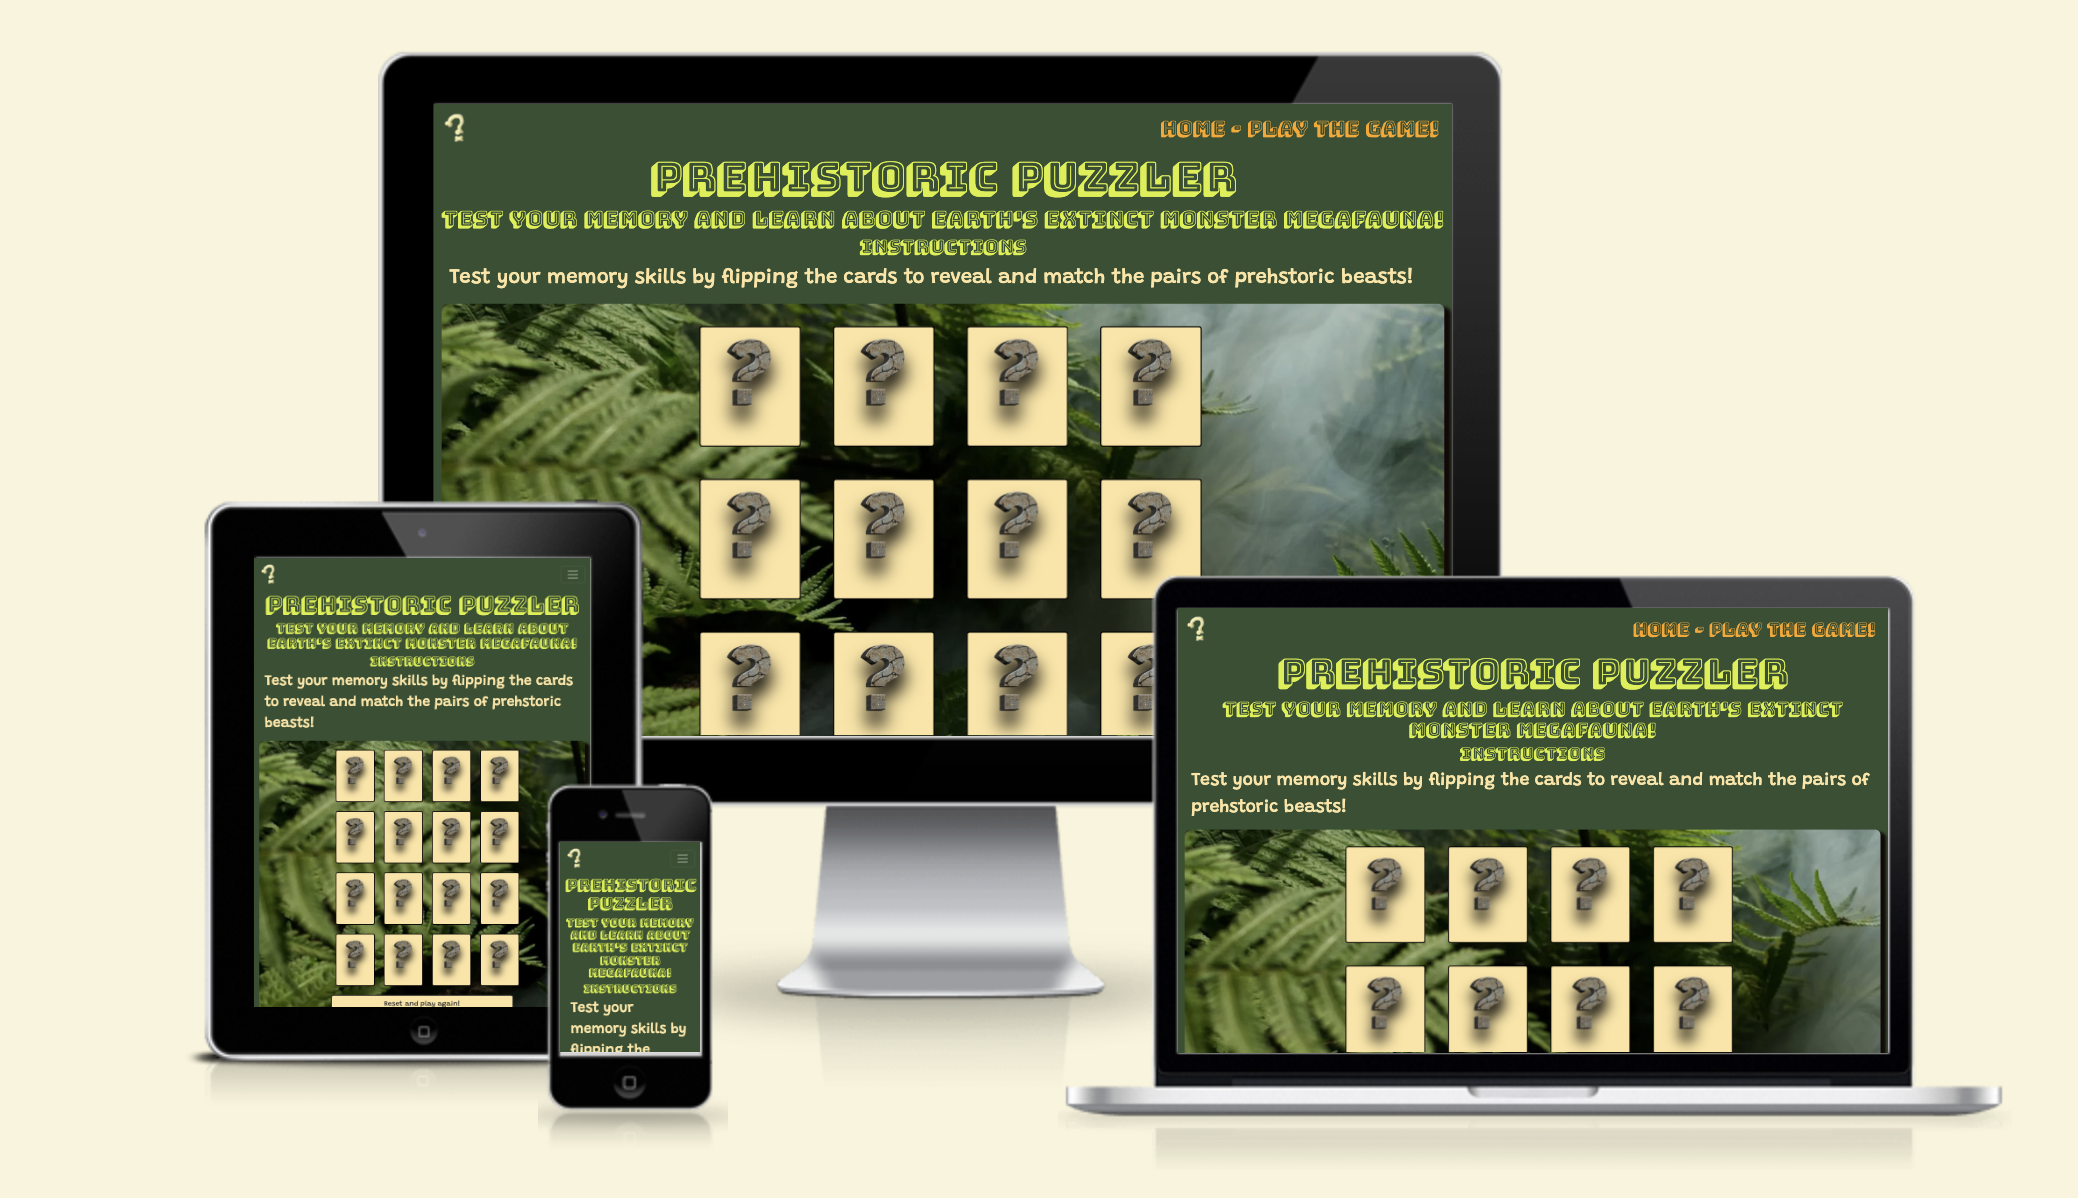 HOME - PLAY THE GAME!
PREHISTORIC PUZZLER
TEST YOUR MEMORY AND LEARN ABOUT EARTH'S EXTINCT MONSTER MEGAFAUNA!
INSTRUCTIONS
Test your memory skills by flipping the cards to reveal and match the pairs of prehstoric beasts!
? ? ? ?
? ? ? ?
? ? ? ?
PREHISTORIC PUZZLER
TEST YOUR MEMORY AND LEARN ABOUT
EARTH'S EXTINCT MONSTER MEGAFAUNA!
INSTRUCTIONS
Test your memory skills by flipping the cards
to reveal and match the pairs of prehstoric
beasts!
? ? ? ?
? ? ? ?
? ? ? ?
? ? ? ?
Reset and play again!
PREHISTORIC
PUZZLER
TEST YOUR MEMORY
AND LEARN ABOUT
EARTH'S EXTINCT
MONSTER
MEGAFAUNA!
INSTRUCTIONS
Test your
memory skills by
flipping the
HOME - PLAY THE GAME!
PREHISTORIC PUZZLER
TEST YOUR MEMORY AND LEARN ABOUT EARTH'S EXTINCT
MONSTER MEGAFAUNA!
INSTRUCTIONS
Test your memory skills by flipping the cards to reveal and match the pairs of
prehstoric beasts!
? ? ? ?
? ? ? ?